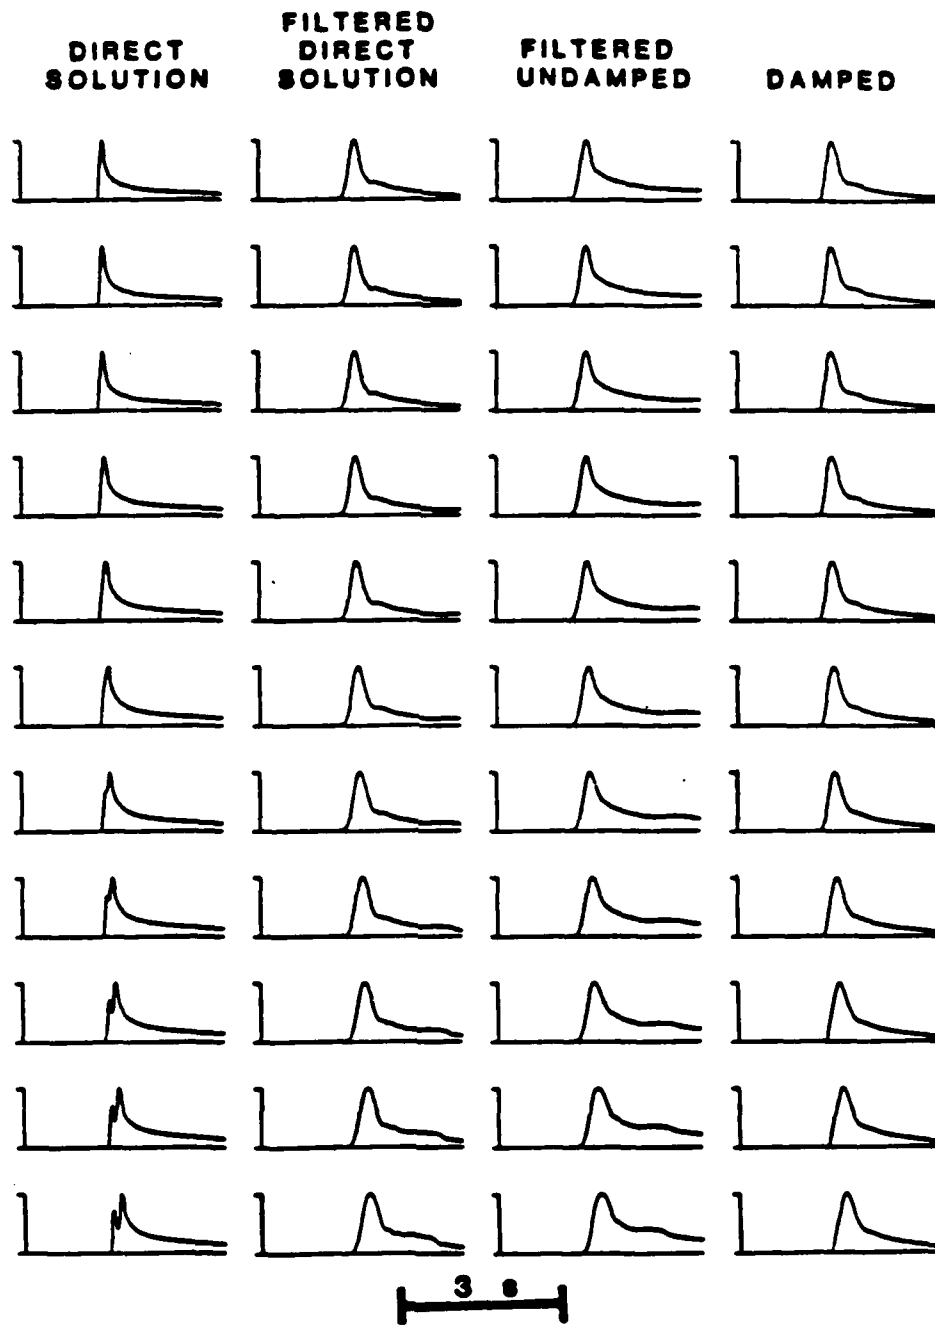 DIRECT
SOLUTION
FILTERED
DIRECT
SOLUTION
FILTERED
UNDAMPED
DAMPED
3 s